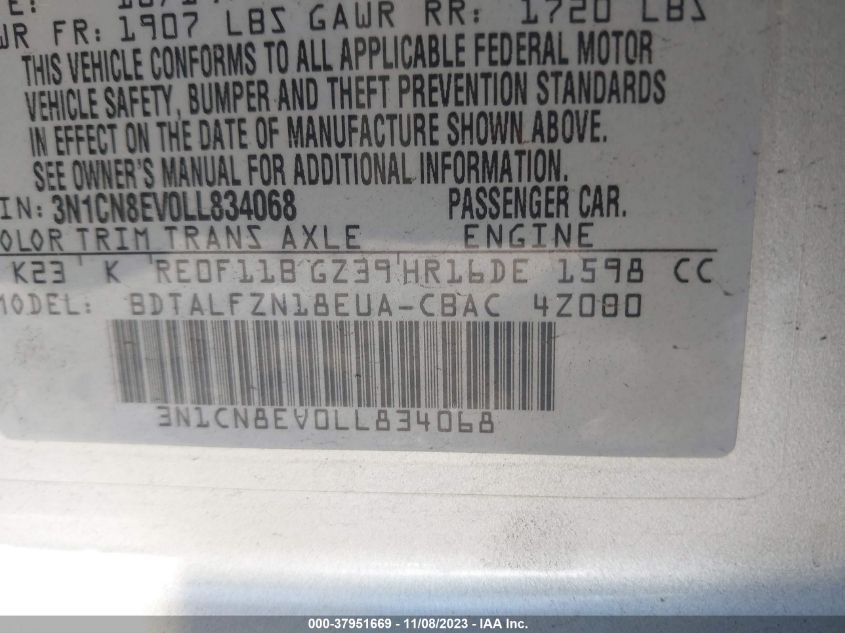 WR FR: 1907 LBS GAWR RR: 1720 LBS
THIS VEHICLE CONFORMS TO ALL APPLICABLE FEDERAL MOTOR
VEHICLE SAFETY, BUMPER AND THEFT PREVENTION STANDARDS
IN EFFECT ON THE DATE OF MANUFACTURE SHOWN ABOVE.
SEE OWNER'S MANUAL FOR ADDITIONAL INFORMATION.
IN: 3N1CN8EV0LL834068 PASSENGER CAR.
OLOR TRIM TRANS AXLE ENGINE
K23 K RE0F11B GZ39 HR16DE 1598 CC
MODEL: BDTALFZN18EUA-CBAC 4Z080
3N1CN8EV0LL834068
000-37951669 - 11/08/2023 - IAA Inc.